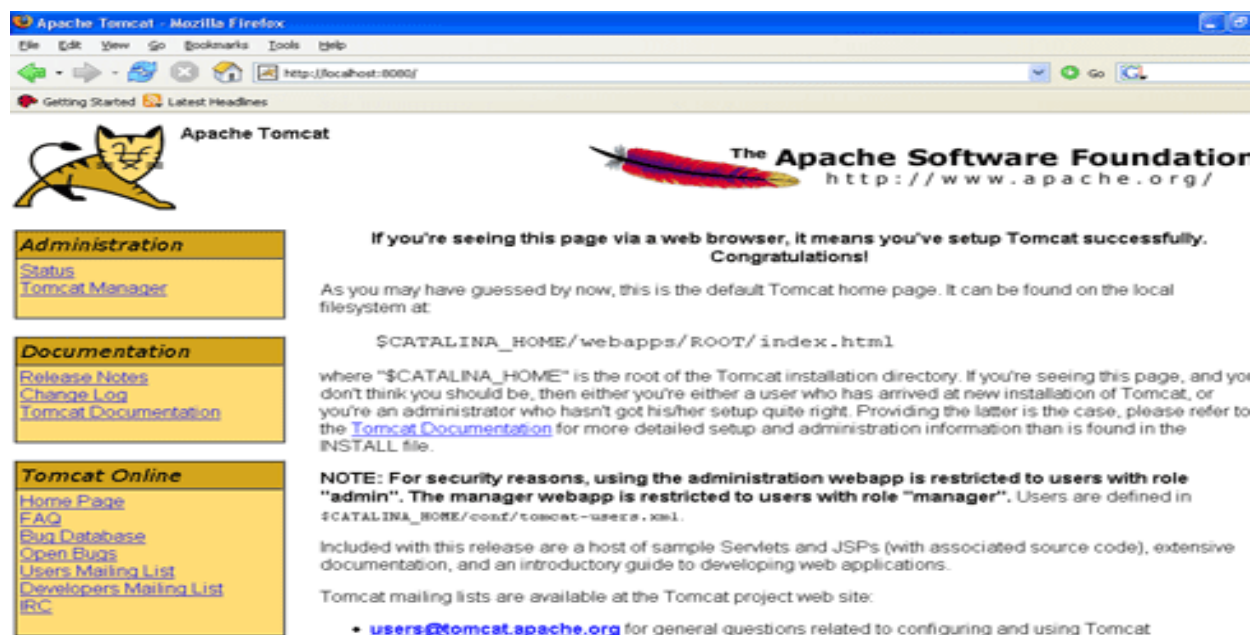 Apache Tomcat - Mozilla Firefox
File Edit View Go Bookmarks Tools Help
http://localhost:8080/
Go
Getting Started Latest Headlines
Apache Tomcat
The Apache Software Foundation
http://www.apache.org/
Administration
Status
Tomcat Manager
Documentation
Release Notes
Change Log
Tomcat Documentation
Tomcat Online
Home Page
FAQ
Bug Database
Open Bugs
Users Mailing List
Developers Mailing List
IRC
If you're seeing this page via a web browser, it means you've setup Tomcat successfully.
Congratulations!
As you may have guessed by now, this is the default Tomcat home page. It can be found on the local
filesystem at:
$CATALINA_HOME/webapps/ROOT/index.html
where "$CATALINA_HOME" is the root of the Tomcat installation directory. If you're seeing this page, and you
don't think you should be, then either you're either a user who has arrived at new installation of Tomcat, or
you're an administrator who hasn't got his/her setup quite right. Providing the latter is the case, please refer to
the Tomcat Documentation for more detailed setup and administration information than is found in the
INSTALL file.
NOTE: For security reasons, using the administration webapp is restricted to users with role
"admin". The manager webapp is restricted to users with role "manager". Users are defined in
$CATALINA_HOME/conf/tomcat-users.xml.
Included with this release are a host of sample Servlets and JSPs (with associated source code), extensive
documentation, and an introductory guide to developing web applications.
Tomcat mailing lists are available at the Tomcat project web site:
• users@tomcat.apache.org for general questions related to configuring and using Tomcat